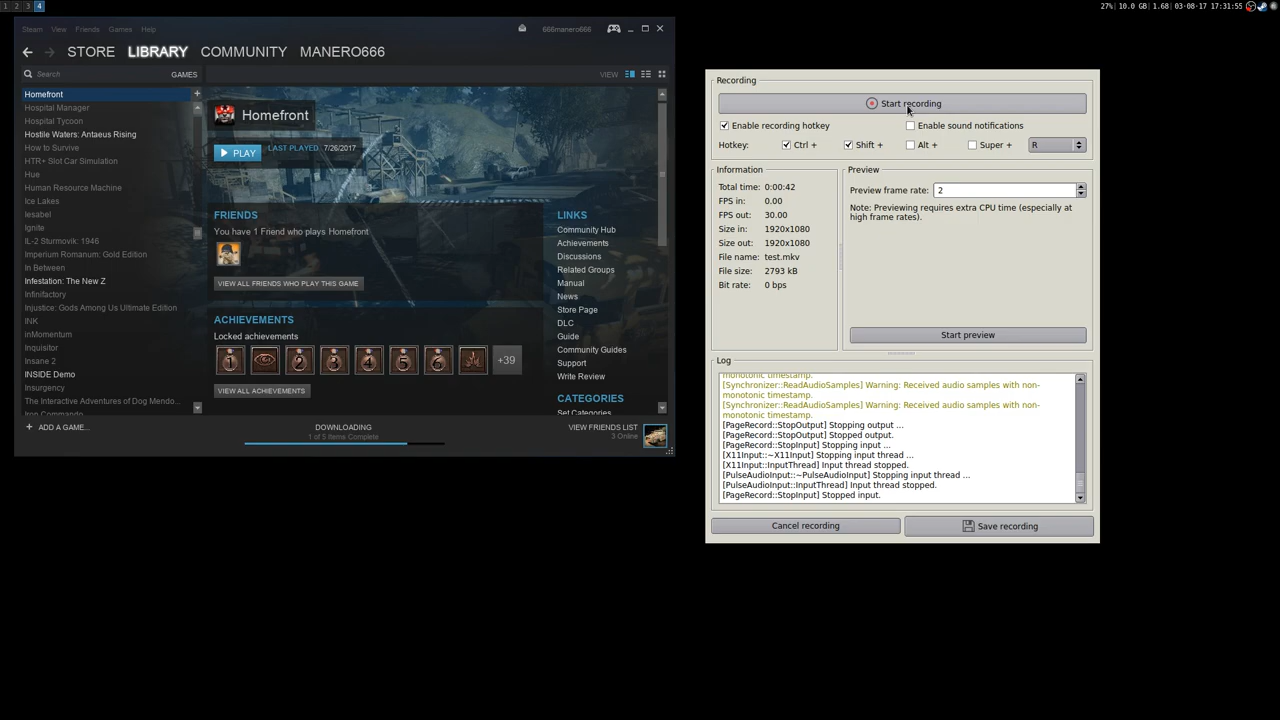 1 2 3 4
27% | 10.0 GB | 1.68 | 03-08-17 17:31:55
Steam View Friends Games Help
666manero666
STORE LIBRARY COMMUNITY MANERO666
Search GAMES
VIEW
Homefront
Hospital Manager
Hospital Tycoon
Hostile Waters: Antaeus Rising
How to Survive
HTR+ Slot Car Simulation
Hue
Human Resource Machine
Ice Lakes
Iesabel
Ignite
IL-2 Sturmovik: 1946
Imperium Romanum: Gold Edition
In Between
Infestation: The New Z
Infinifactory
Injustice: Gods Among Us Ultimate Edition
INK
inMomentum
Inquisitor
Insane 2
INSIDE Demo
Insurgency
The Interactive Adventures of Dog Mendo...
Iron Commando
ADD A GAME...
Homefront
PLAY
LAST PLAYED 7/26/2017
FRIENDS
You have 1 Friend who plays Homefront
VIEW ALL FRIENDS WHO PLAY THIS GAME
ACHIEVEMENTS
Locked achievements
1 2 3 4 5 6 +39
VIEW ALL ACHIEVEMENTS
LINKS
Community Hub
Achievements
Discussions
Related Groups
Manual
News
Store Page
DLC
Guide
Community Guides
Support
Write Review
CATEGORIES
Set Categories
DOWNLOADING
1 of 5 Items Complete
VIEW FRIENDS LIST
3 Online
Recording
Start recording
Enable recording hotkey
Enable sound notifications
Hotkey: Ctrl + Shift + Alt + Super + R
Information
Total time: 0:00:42
FPS in: 0.00
FPS out: 30.00
Size in: 1920x1080
Size out: 1920x1080
File name: test.mkv
File size: 2793 kB
Bit rate: 0 bps
Preview
Preview frame rate: 2
Note: Previewing requires extra CPU time (especially at
high frame rates).
Start preview
Log
monotonic timestamp.
[Synchronizer::ReadAudioSamples] Warning: Received audio samples with non-
monotonic timestamp.
[Synchronizer::ReadAudioSamples] Warning: Received audio samples with non-
monotonic timestamp.
[PageRecord::StopOutput] Stopping output ...
[PageRecord::StopOutput] Stopped output.
[PageRecord::StopInput] Stopping input ...
[X11Input::~X11Input] Stopping input thread ...
[X11Input::InputThread] Input thread stopped.
[PulseAudioInput::~PulseAudioInput] Stopping input thread ...
[PulseAudioInput::InputThread] Input thread stopped.
[PageRecord::StopInput] Stopped input.
Cancel recording
Save recording